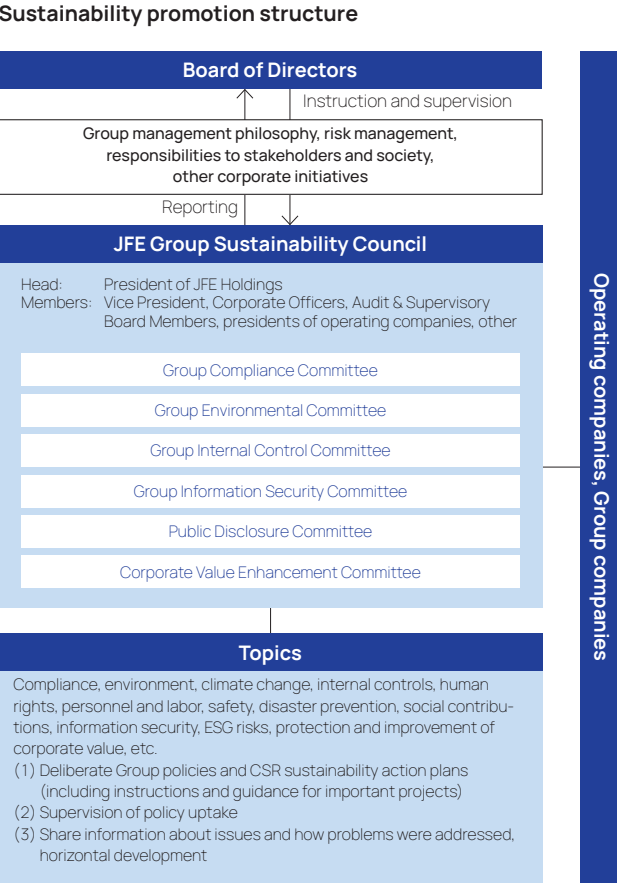 Sustainability promotion structure
Board of Directors
Instruction and supervision
Group management philosophy, risk management,
responsibilities to stakeholders and society,
other corporate initiatives
Reporting
JFE Group Sustainability Council
Head: President of JFE Holdings
Members: Vice President, Corporate Officers, Audit & Supervisory
Board Members, presidents of operating companies, other
Group Compliance Committee
Group Environmental Committee
Group Internal Control Committee
Group Information Security Committee
Public Disclosure Committee
Corporate Value Enhancement Committee
Topics
Compliance, environment, climate change, internal controls, human
rights, personnel and labor, safety, disaster prevention, social contribu-
tions, information security, ESG risks, protection and improvement of
corporate value, etc.
(1) Deliberate Group policies and CSR sustainability action plans
(including instructions and guidance for important projects)
(2) Supervision of policy uptake
(3) Share information about issues and how problems were addressed,
horizontal development
Operating companies, Group companies